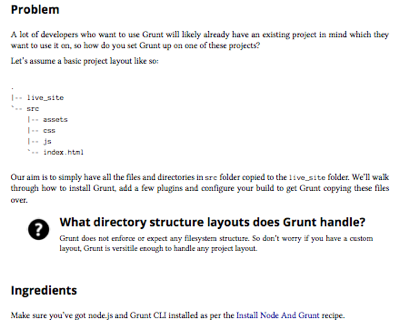 Problem
A lot of developers who want to use Grunt will likely already have an existing project in mind which they
want to use it on, so how do you set Grunt up on one of these projects?
Let's assume a basic project layout like so:
.
|-- live_site
`-- src
|-- assets
|-- css
|-- js
`-- index.html
Our aim is to simply have all the files and directories in src folder copied to the live_site folder. We'll walk
through how to install Grunt, add a few plugins and configure your build to get Grunt copying these files
over.
What directory structure layouts does Grunt handle?
Grunt does not enforce or expect any filesystem structure. So don't worry if you have a custom
layout, Grunt is versitile enough to handle any project layout.
Ingredients
Make sure you've got node.js and Grunt CLI installed as per the Install Node And Grunt recipe.